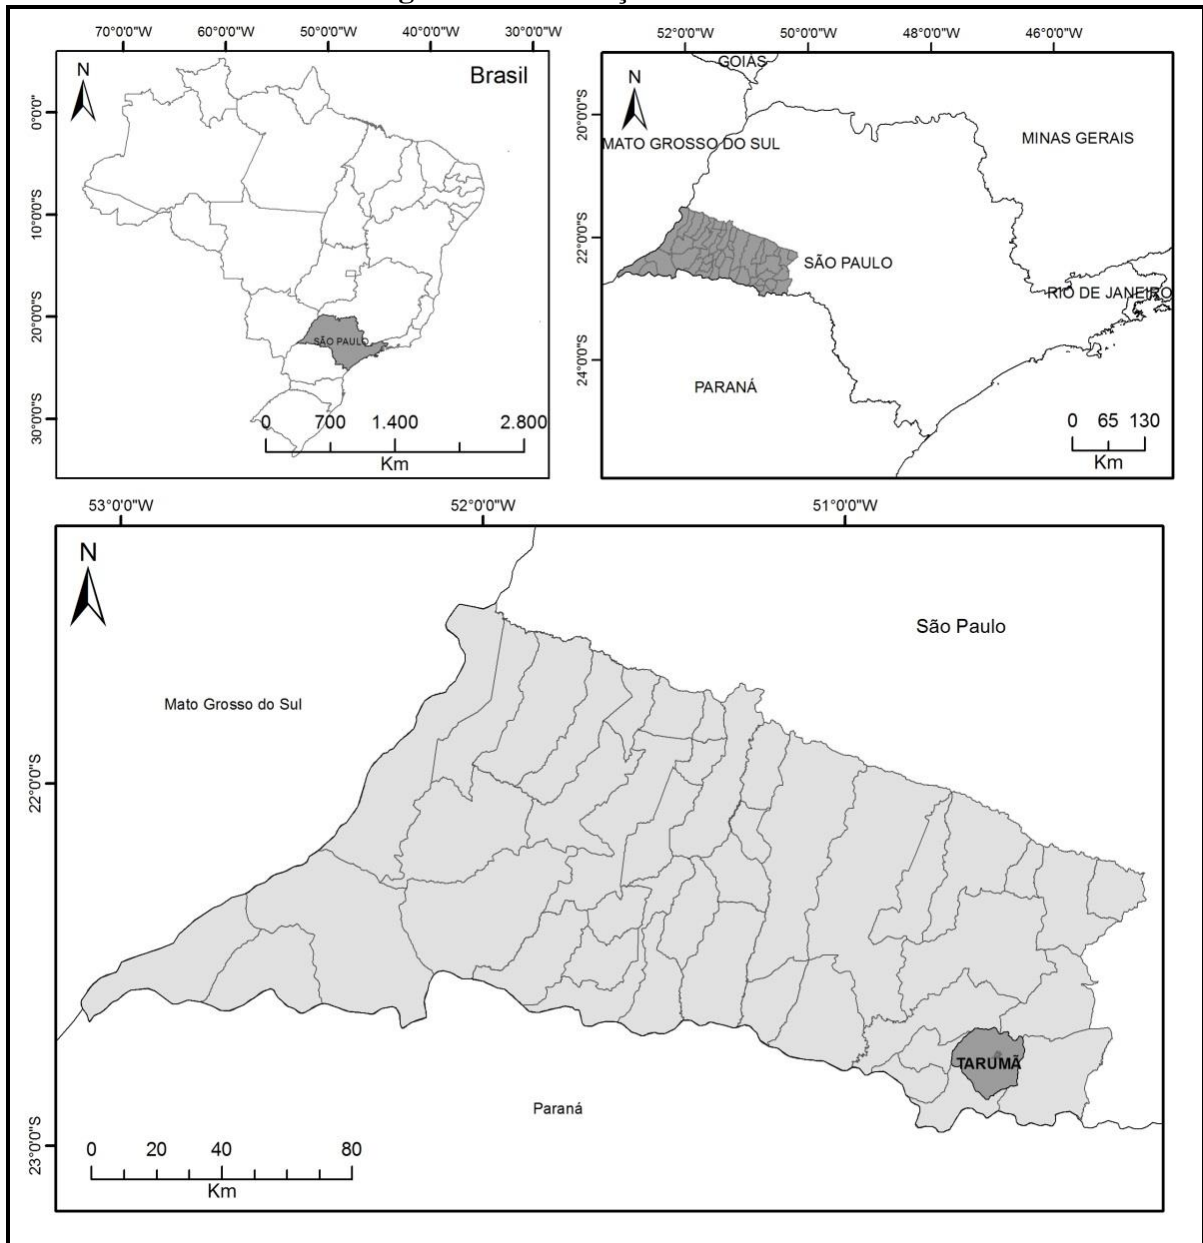 70°0'0"W 60°0'0"W 50°0'0"W 40°0'0"W 30°0'0"W
N
Brasil
0°0'0"
10°0'0"S
20°0'0"S
30°0'0"S
SÃO PAULO
0 700 1.400 2.800
Km
52°0'0"W 50°0'0"W 48°0'0"W 46°0'0"W
GOIÁS
N
20°0'0"S
22°0'0"S
24°0'0"S
MATO GROSSO DO SUL
MINAS GERAIS
SÃO PAULO
RIO DE JANEIRO
PARANÁ
0 65 130
Km
53°0'0"W 52°0'0"W 51°0'0"W
N
São Paulo
Mato Grosso do Sul
22°0'0"S
TARUMÃ
Paraná
23°0'0"S
0 20 40 80
Km